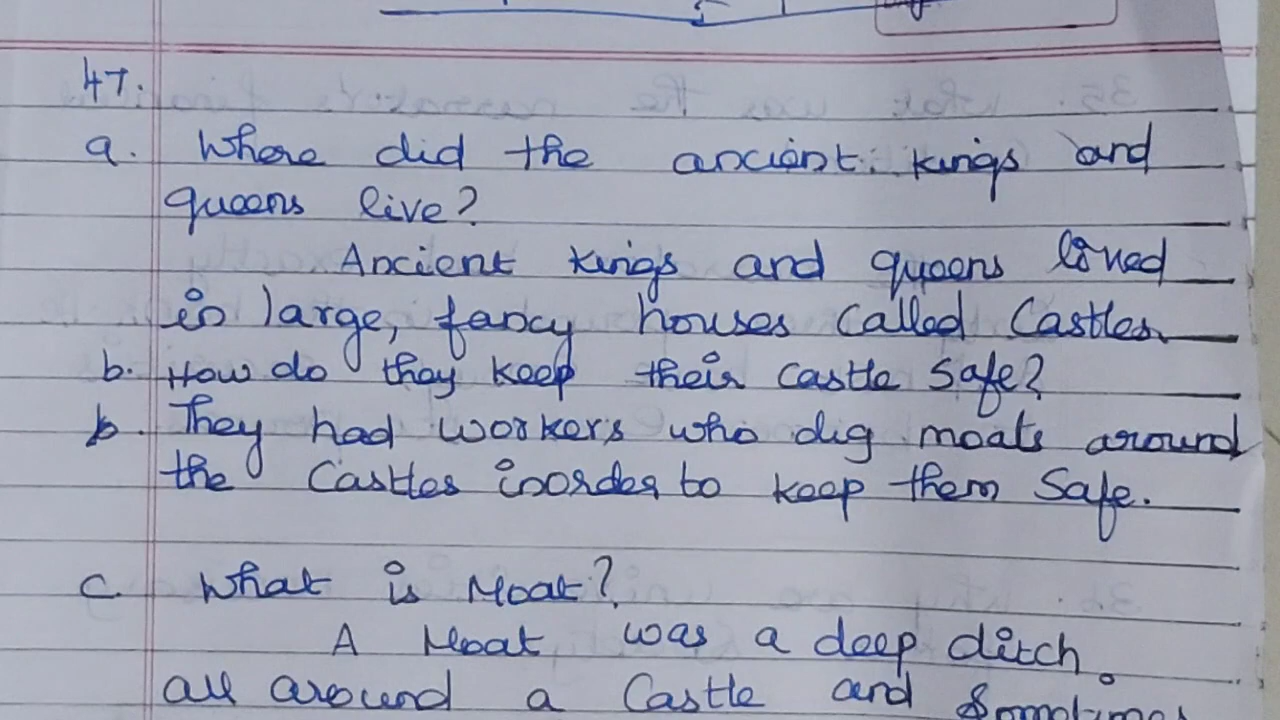 47.
a. Where did the ancient kings and
queens live?
Ancient kings and queens lived
in large, fancy houses called Castles.
b. How do they keep their castle safe?
b. They had workers who dig moats around
the Castles inorder to keep them Safe.
c. What is Moat?
A Moat was a deep ditch
all around a Castle and Sometimes